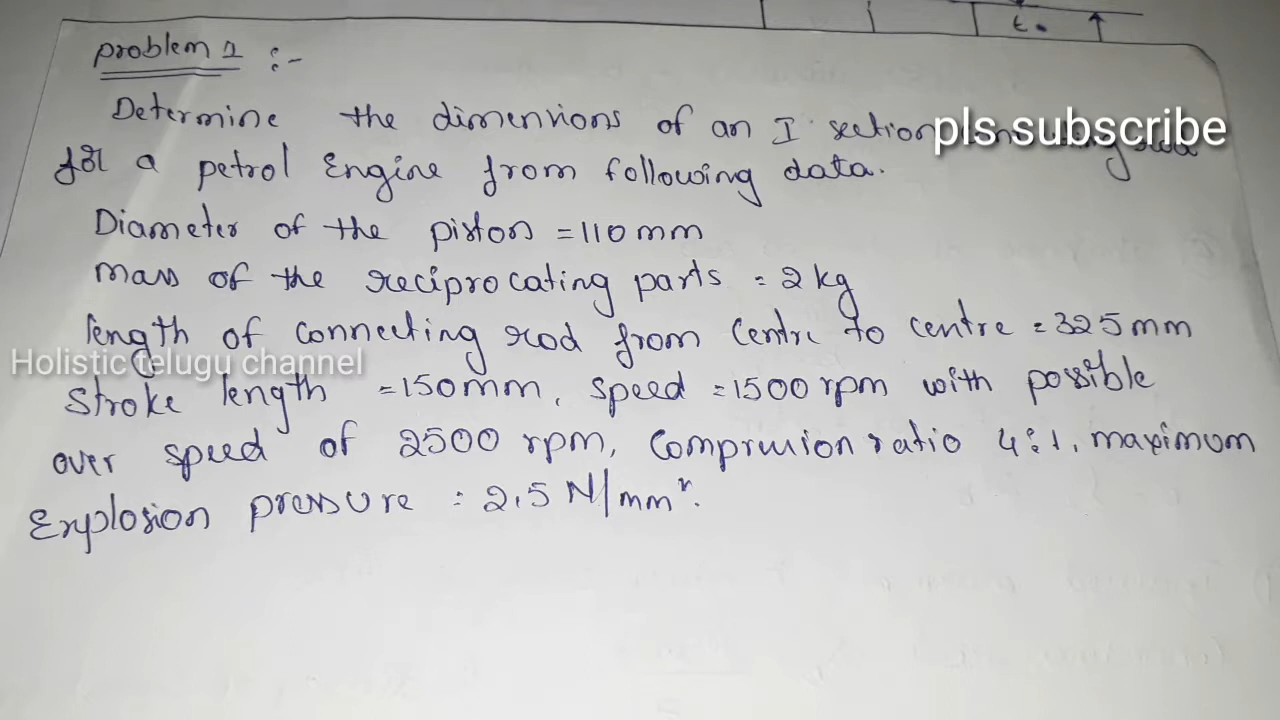 t.
problem 1 :-
Determine the dimensions of an I section
pls subscribe
for a petrol Engine from following data.
Diameter of the piston = 110 mm
mass of the reciprocating parts = 2 kg
length of connecting rod from centre to centre = 325 mm
Holistic telugu channel
Stroke length = 150 mm, speed = 1500 rpm with possible
over speed of 2500 rpm, Compression ratio 4:1, maximum
Explosion pressure = 2.5 N/mm².